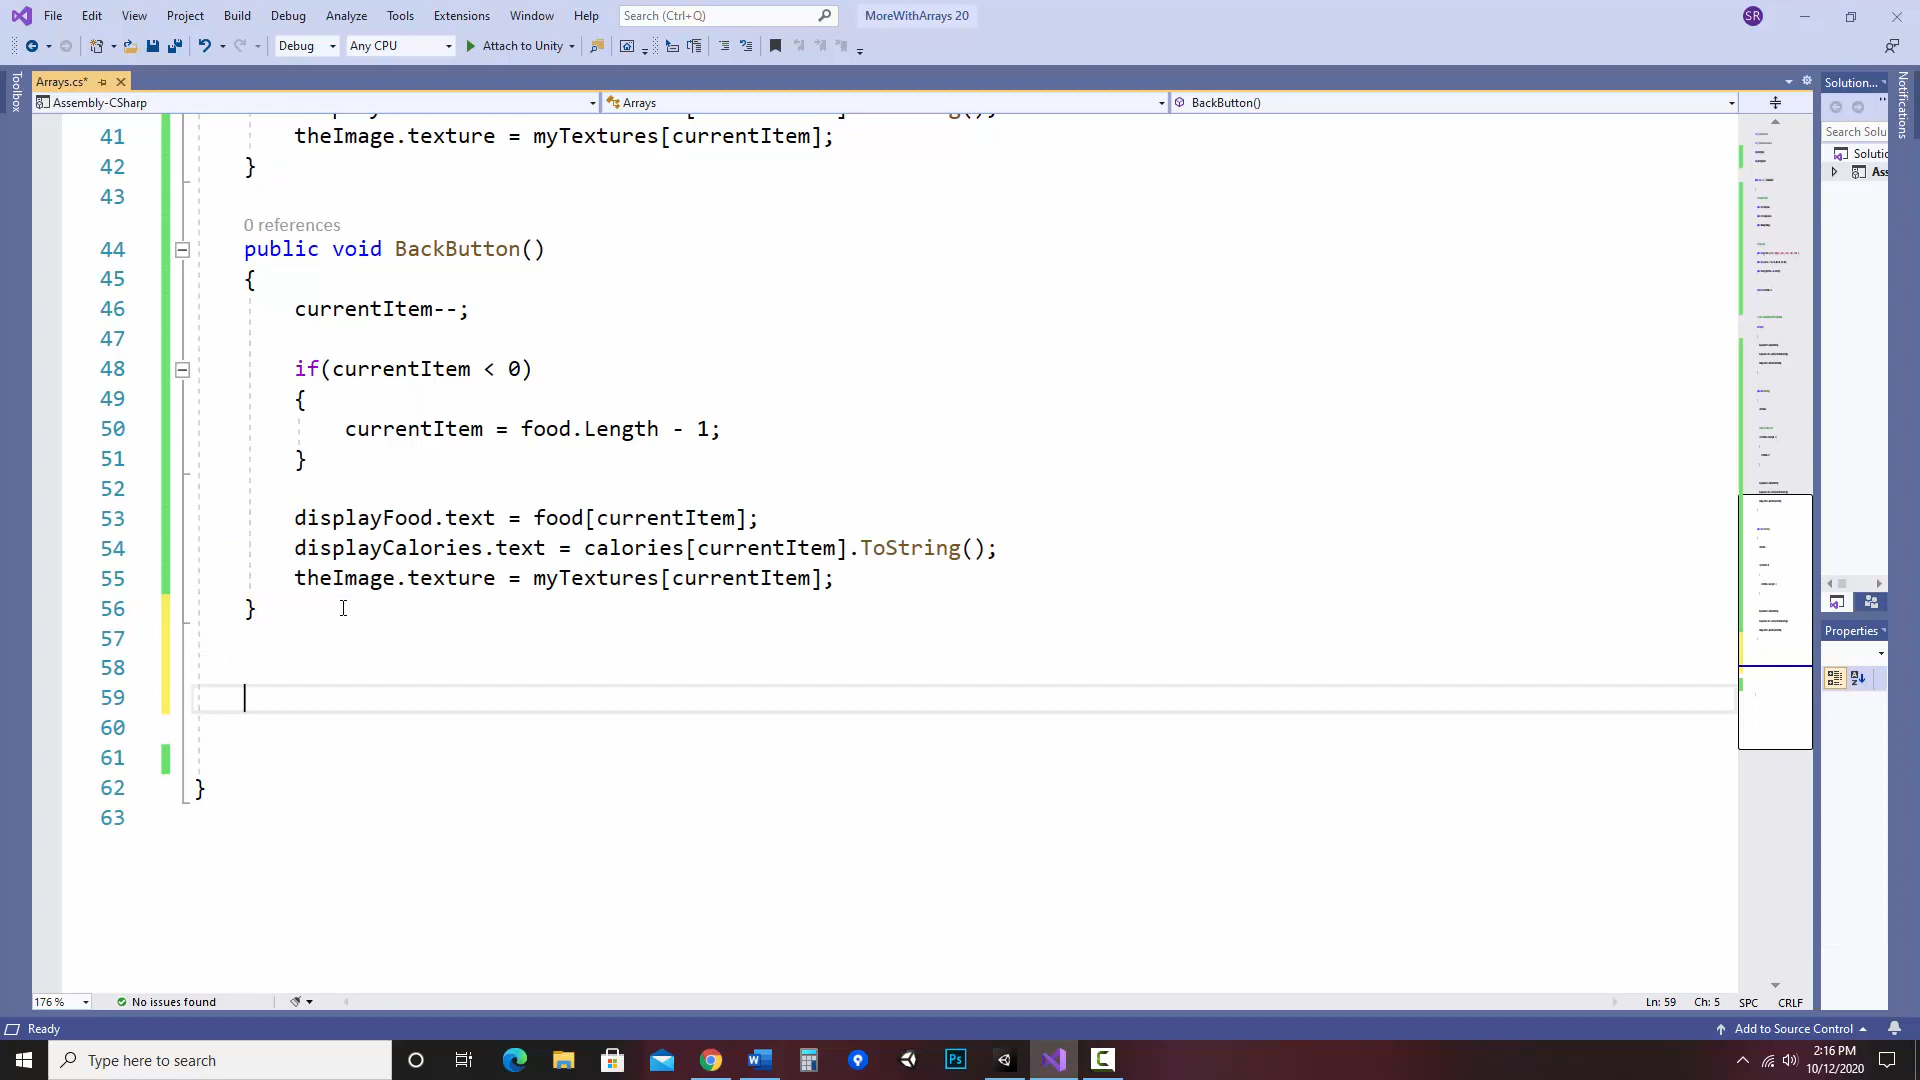 File Edit View Project Build Debug Analyze Tools Extensions Window Help Search (Ctrl+Q) MoreWithArrays 20 SR
Debug Any CPU Attach to Unity
Toolbox
Arrays.cs*
Assembly-CSharp Arrays BackButton()
41 theImage.texture = myTextures[currentItem];
42 }
43
0 references
44 public void BackButton()
45 {
46 currentItem--;
47
48 if(currentItem < 0)
49 {
50 currentItem = food.Length - 1;
51 }
52
53 displayFood.text = food[currentItem];
54 displayCalories.text = calories[currentItem].ToString();
55 theImage.texture = myTextures[currentItem];
56 }
57
58
59
60
61
62 }
63
176 % No issues found Ln: 59 Ch: 5 SPC CRLF
Solution...
Search Solu
Solutio
Ass
Properties
Notifications
Ready Add to Source Control
Type here to search
2:16 PM
10/12/2020